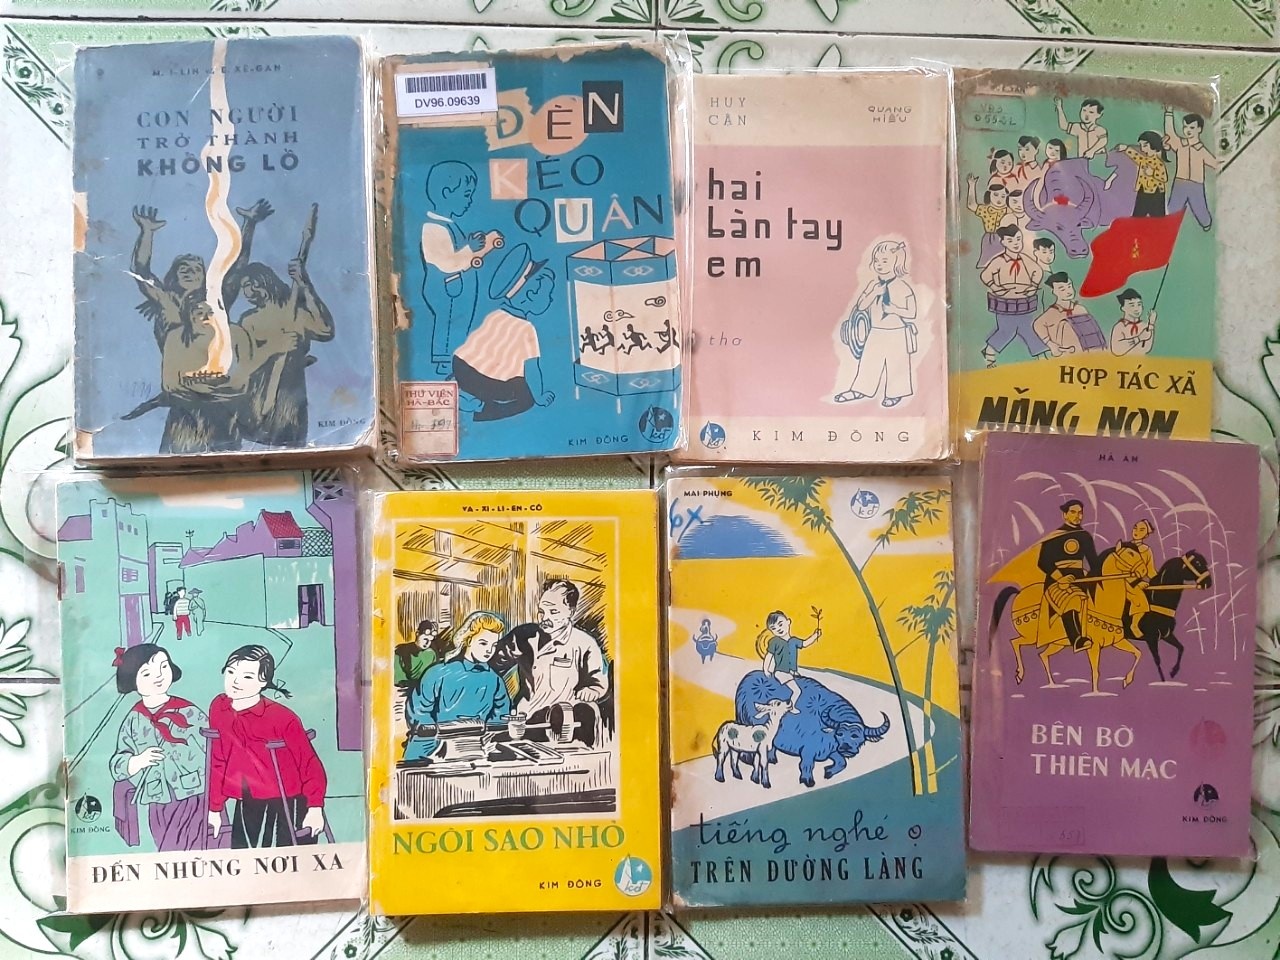 M. I-LIN và E. XÊ-GAN
CON NGƯỜI
TRỞ THÀNH
KHỔNG LỒ
KIM ĐỒNG
DV96.09639
ĐÈN
KÉO
QUÂN
THƯ VIỆN
HÀ-BẮC
KIM ĐỒNG
HUY
CẬN
QUANG
HIẾU
hai
bàn tay
em
thơ
KIM ĐỒNG
HỢP TÁC XÃ
MĂNG NON
KIM ĐỒNG
ĐẾN NHỮNG NƠI XA
VA-XI-LI-EN-CÔ
NGÔI SAO NHỎ
KIM ĐỒNG
kđ
MAI PHỤNG
6X
kđ
tiếng nghé ọ
TRÊN ĐƯỜNG LÀNG
HÀ ÂN
BÊN BỜ
THIÊN MẠC
KIM ĐỒNG